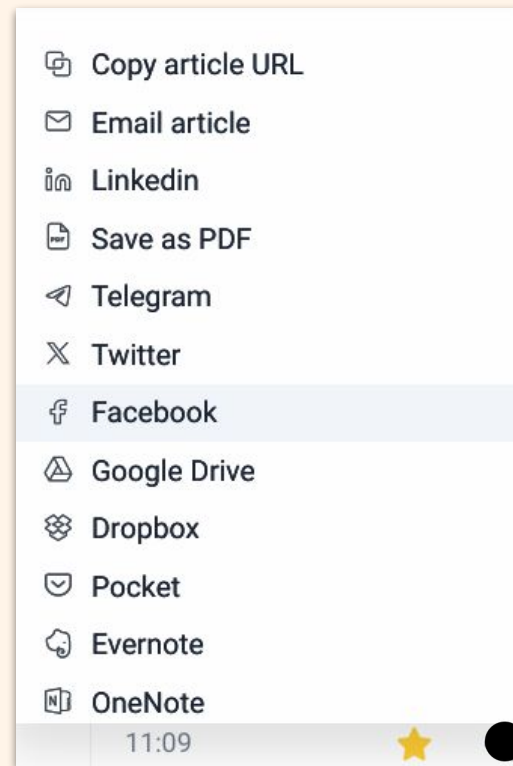 Copy article URL
Email article
Linkedin
Save as PDF
Telegram
Twitter
Facebook
Google Drive
Dropbox
Pocket
Evernote
OneNote
11:09